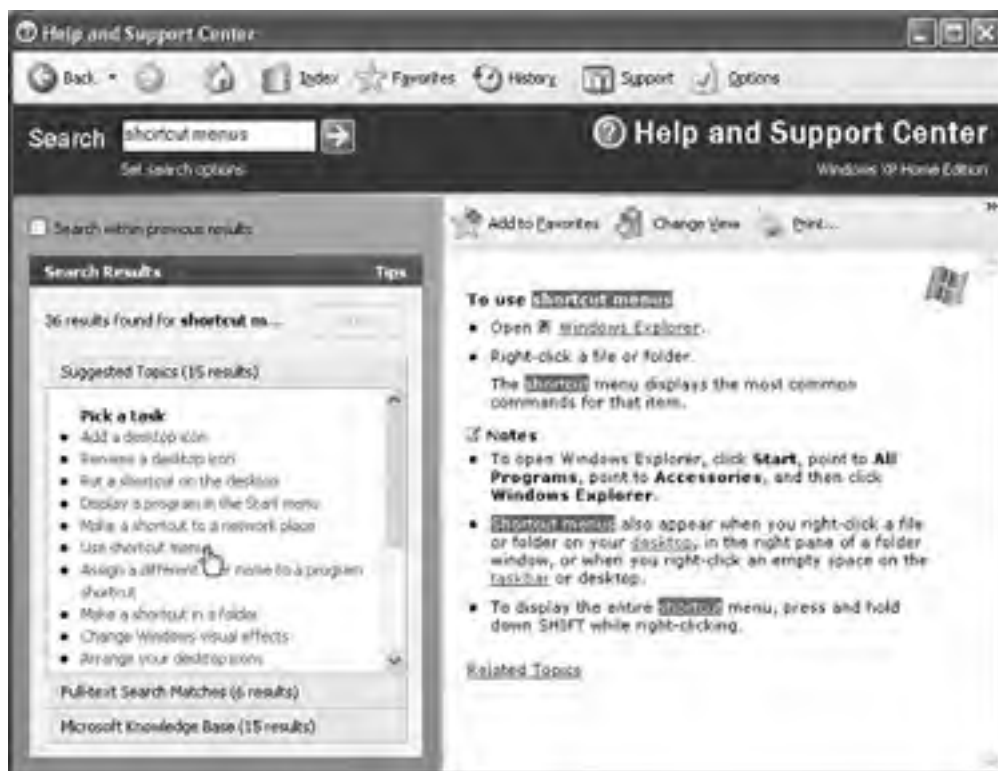 Help and Support Center
Back Index Favorites History Support Options
Search shortcut menus
Help and Support Center
Set search options
Windows XP Home Edition
Search within previous results
Search Results Tips
36 results found for shortcut m...
Suggested Topics (15 results)
Pick a task
Add a desktop icon
Rename a desktop icon
Put a shortcut on the desktop
Display a program in the Start menu
Make a shortcut to a network place
Use shortcut menus
Assign a different name to a program
shortcut
Make a shortcut in a folder
Change Windows visual effects
Arrange your desktop icons
Full-text Search Matches (6 results)
Microsoft Knowledge Base (15 results)
Add to Favorites Change View Print...
To use shortcut menus
Open Windows Explorer.
Right-click a file or folder.
The shortcut menu displays the most common
commands for that item.
Notes
To open Windows Explorer, click Start, point to All
Programs, point to Accessories, and then click
Windows Explorer.
Shortcut menus also appear when you right-click a file
or folder on your desktop, in the right pane of a folder
window, or when you right-click an empty space on the
taskbar or desktop.
To display the entire shortcut menu, press and hold
down SHIFT while right-clicking.
Related Topics